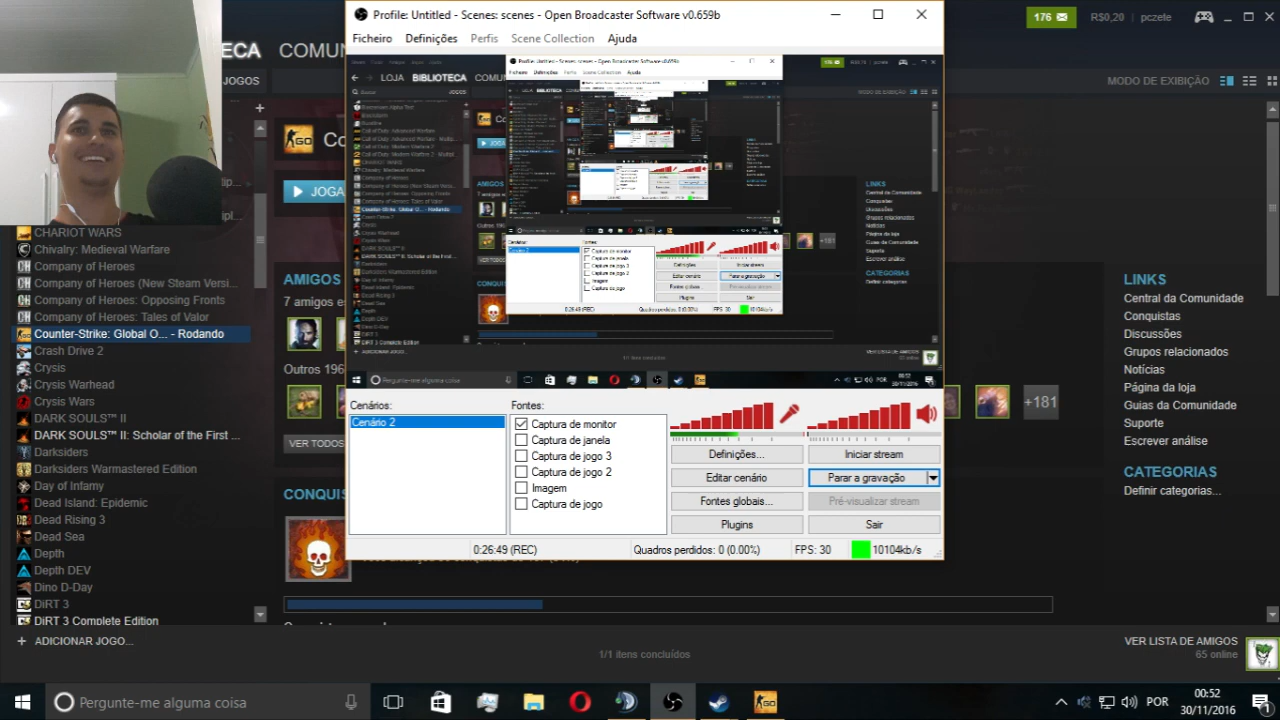 Profile: Untitled - Scenes: scenes - Open Broadcaster Software v0.659b
Ficheiro Definições Perfis Scene Collection Ajuda
176
R$0,20
pczele
ECA
COMUN
JOGOS
MODO DE EXIBIÇÃO
LOJA BIBLIOTECA COMUN
Co
JOGA
CHARIOT WARS
Chivalry: Medieval Warfare
Company of Heroes
Company of Heroes (New Steam Versi...
Company of Heroes: Opposing Fronts
Company of Heroes: Tales of Valor
Counter-Strike: Global O... - Rodando
Crash Drive 2
Crysis
Crysis Warhead
Crysis Wars
DARK SOULS™ II
DARK SOULS™ II: Scholar of the First ...
Darksiders
Darksiders Warmastered Edition
Day of Infamy
Dead Island: Epidemic
Dead Rising 3
Dead Sea
Depth
Depth DEV
Dino D-Day
DiRT 3
DiRT 3 Complete Edition
ADICIONAR JOGO...
AMIGOS
7 amigos es
Outros 196
VER TODOS
CONQUIS
+181
Cenários:
Cenário 2
Fontes:
Captura de monitor
Captura de janela
Captura de jogo 3
Captura de jogo 2
Imagem
Captura de jogo
Definições...
Iniciar stream
Editar cenário
Parar a gravação
Fontes globais...
Pré-visualizar stream
Plugins
Sair
0:26:49 (REC)
Quadros perdidos: 0 (0.00%)
FPS: 30
10104kb/s
LINKS
Conquistas
Discussões
Grupos relacionados
Notícias
Página da loja
Guias da Comunidade
Suporte
Escrever análise
CATEGORIAS
Definir categorias...
1/1 itens concluídos
VER LISTA DE AMIGOS
65 online
Pergunte-me alguma coisa
POR
00:52
30/11/2016